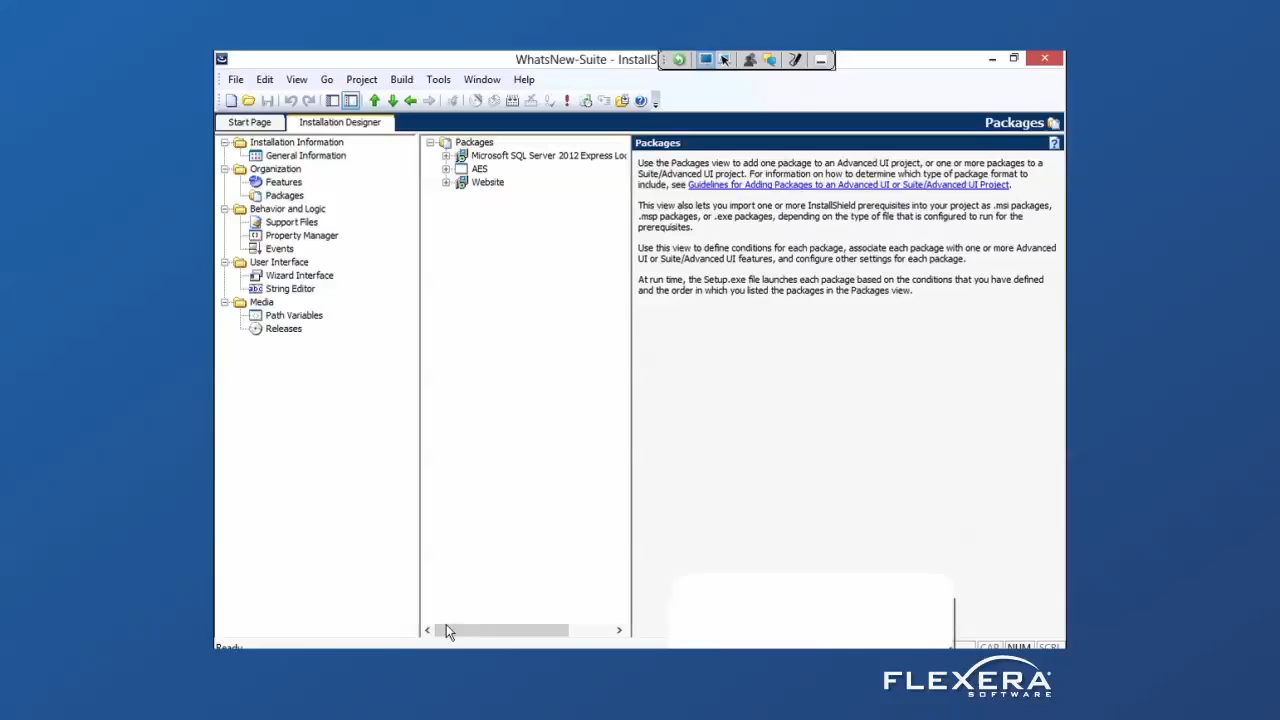 WhatsNew-Suite - InstallS
File Edit View Go Project Build Tools Window Help
Start Page Installation Designer Packages
Installation Information
General Information
Organization
Features
Packages
Behavior and Logic
Support Files
Property Manager
Events
User Interface
Wizard Interface
String Editor
Media
Path Variables
Releases
Packages
Microsoft SQL Server 2012 Express Loc
AES
Website
Packages
Use the Packages view to add one package to an Advanced UI project, or one or more packages to a
Suite/Advanced UI project. For information on how to determine which type of package format to
include, see Guidelines for Adding Packages to an Advanced UI or Suite/Advanced UI Project.
This view also lets you import one or more InstallShield prerequisites into your project as .msi packages,
.msp packages, or .exe packages, depending on the type of file that is configured to run for the
prerequisites.
Use this view to define conditions for each package, associate each package with one or more Advanced
UI or Suite/Advanced UI features, and configure other settings for each package.
At run time, the Setup.exe file launches each package based on the conditions that you have defined
and the order in which you listed the packages in the Packages view.
Ready CAP NUM SCRL
FLEXERA
SOFTWARE